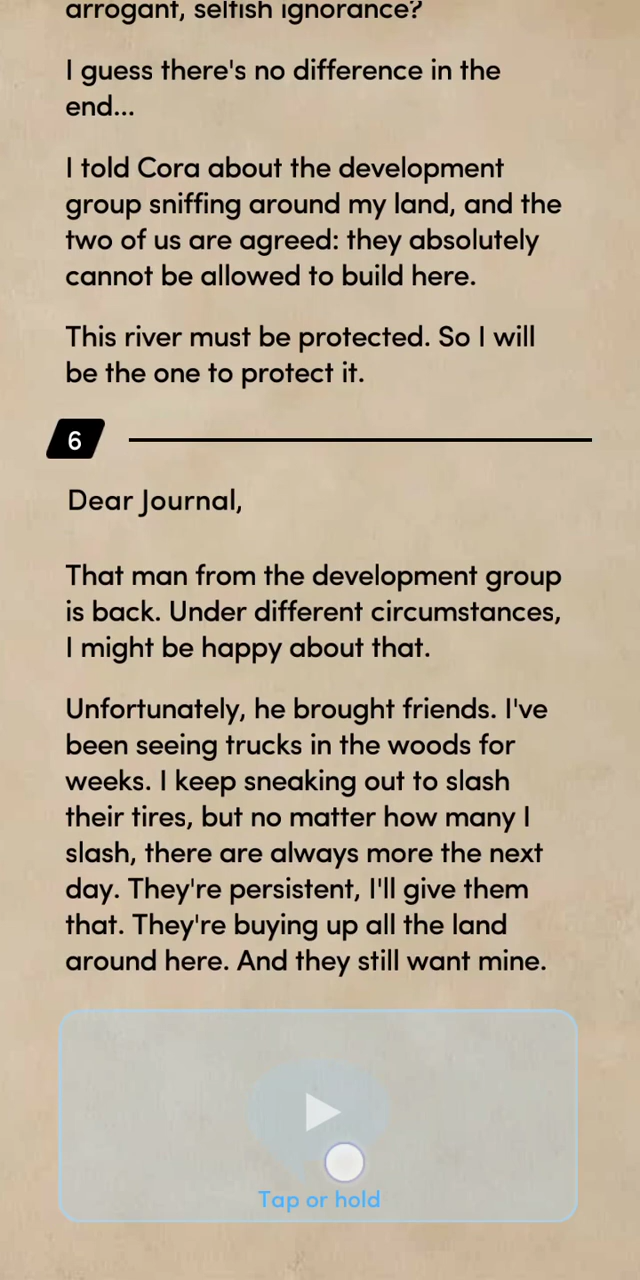 arrogant, selfish ignorance?
I guess there's no difference in the
end...
I told Cora about the development
group sniffing around my land, and the
two of us are agreed: they absolutely
cannot be allowed to build here.
This river must be protected. So I will
be the one to protect it.
6
Dear Journal,
That man from the development group
is back. Under different circumstances,
I might be happy about that.
Unfortunately, he brought friends. I've
been seeing trucks in the woods for
weeks. I keep sneaking out to slash
their tires, but no matter how many I
slash, there are always more the next
day. They're persistent, I'll give them
that. They're buying up all the land
around here. And they still want mine.
Tap or hold